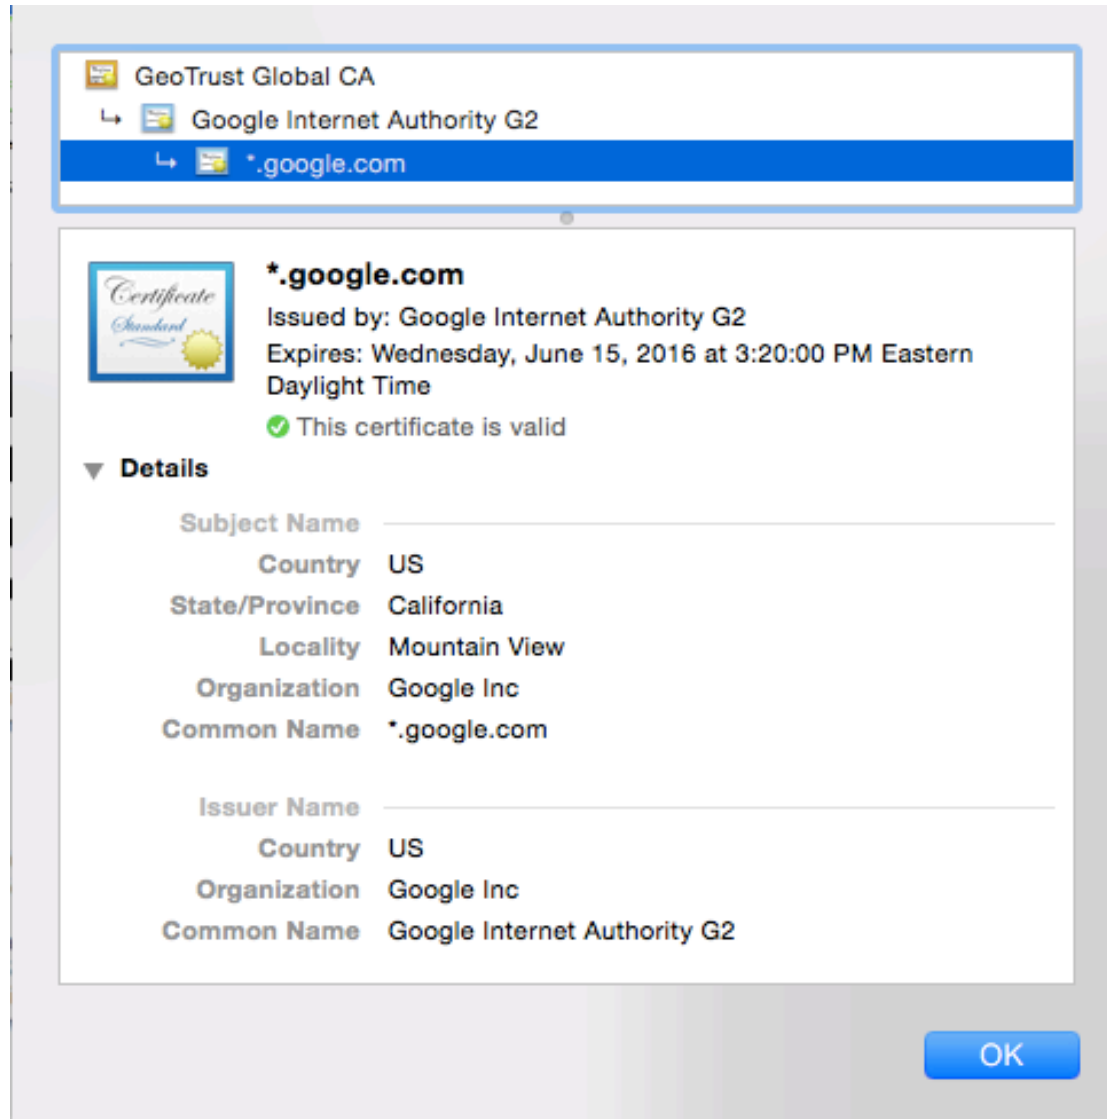 GeoTrust Global CA
Google Internet Authority G2
*.google.com
Certificate
Standard
*.google.com
Issued by: Google Internet Authority G2
Expires: Wednesday, June 15, 2016 at 3:20:00 PM Eastern
Daylight Time
This certificate is valid
Details
Subject Name
Country US
State/Province California
Locality Mountain View
Organization Google Inc
Common Name *.google.com
Issuer Name
Country US
Organization Google Inc
Common Name Google Internet Authority G2
OK